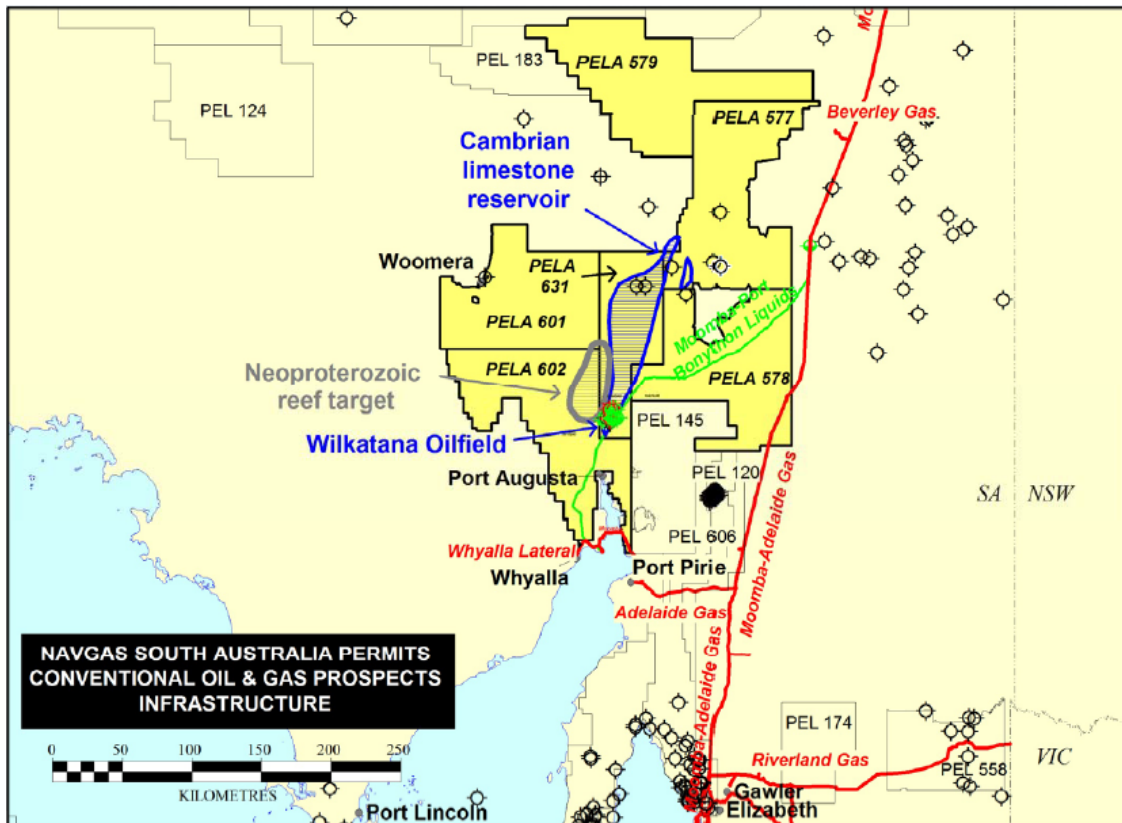 PEL 183
PELA 579
PEL 124
PELA 577
Beverley Gas
Cambrian
limestone
reservoir
Woomera
PELA
631
PELA 601
Moomba-Port
Bonython Liquids
PELA 602
PELA 578
Neoproterozoic
reef target
PEL 145
Wilkatana Oilfield
Port Augusta
PEL 120
SA
NSW
PEL 606
Moomba-Adelaide Gas
Whyalla Lateral
Whyalla
Port Pirie
Adelaide Gas
Moomba-Adelaide Gas
NAVGAS SOUTH AUSTRALIA PERMITS
CONVENTIONAL OIL & GAS PROSPECTS
INFRASTRUCTURE
0 50 100 150 200 250
KILOMETRES
PEL 174
Riverland Gas
VIC
PEL 558
Gawler
Elizabeth
Port Lincoln